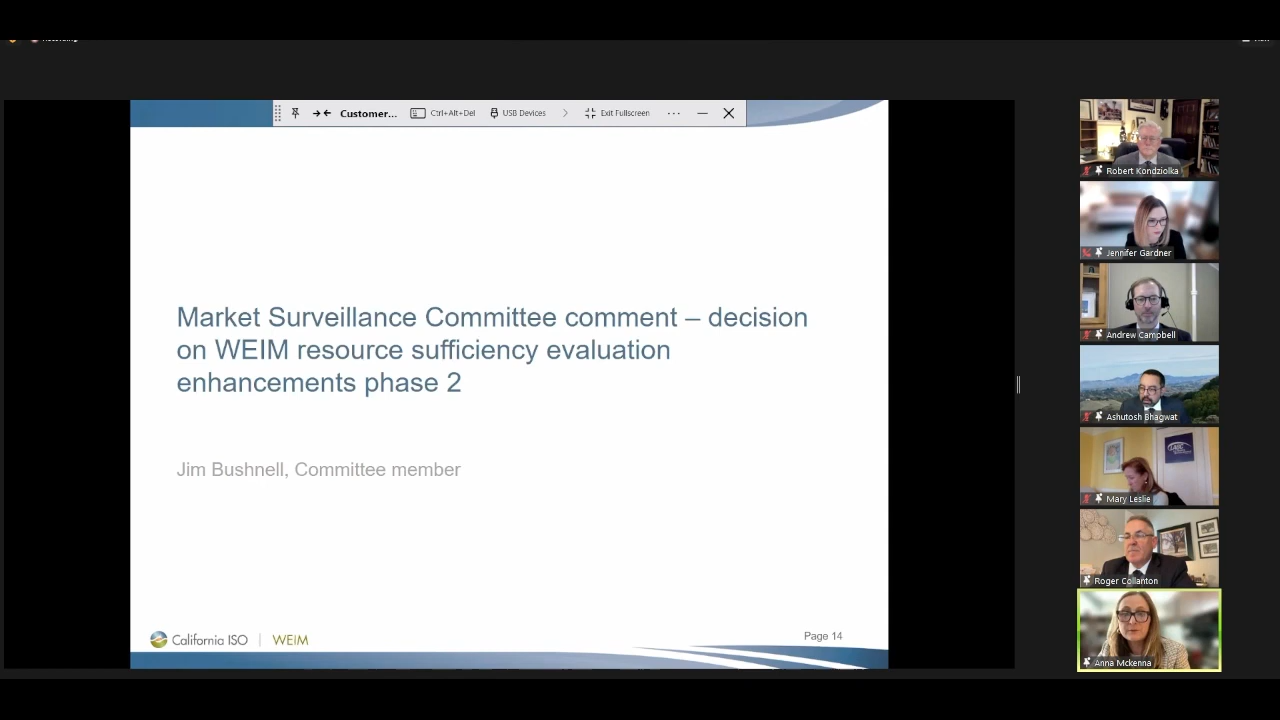 Customer...
Ctrl+Alt+Del
USB Devices
Exit Fullscreen
Market Surveillance Committee comment – decision
on WEIM resource sufficiency evaluation
enhancements phase 2
Jim Bushnell, Committee member
California ISO | WEIM
Page 14
Robert Kondziolka
Jennifer Gardner
Andrew Campbell
Ashutosh Bhagwat
Mary Leslie
Roger Collanton
Anna Mckenna